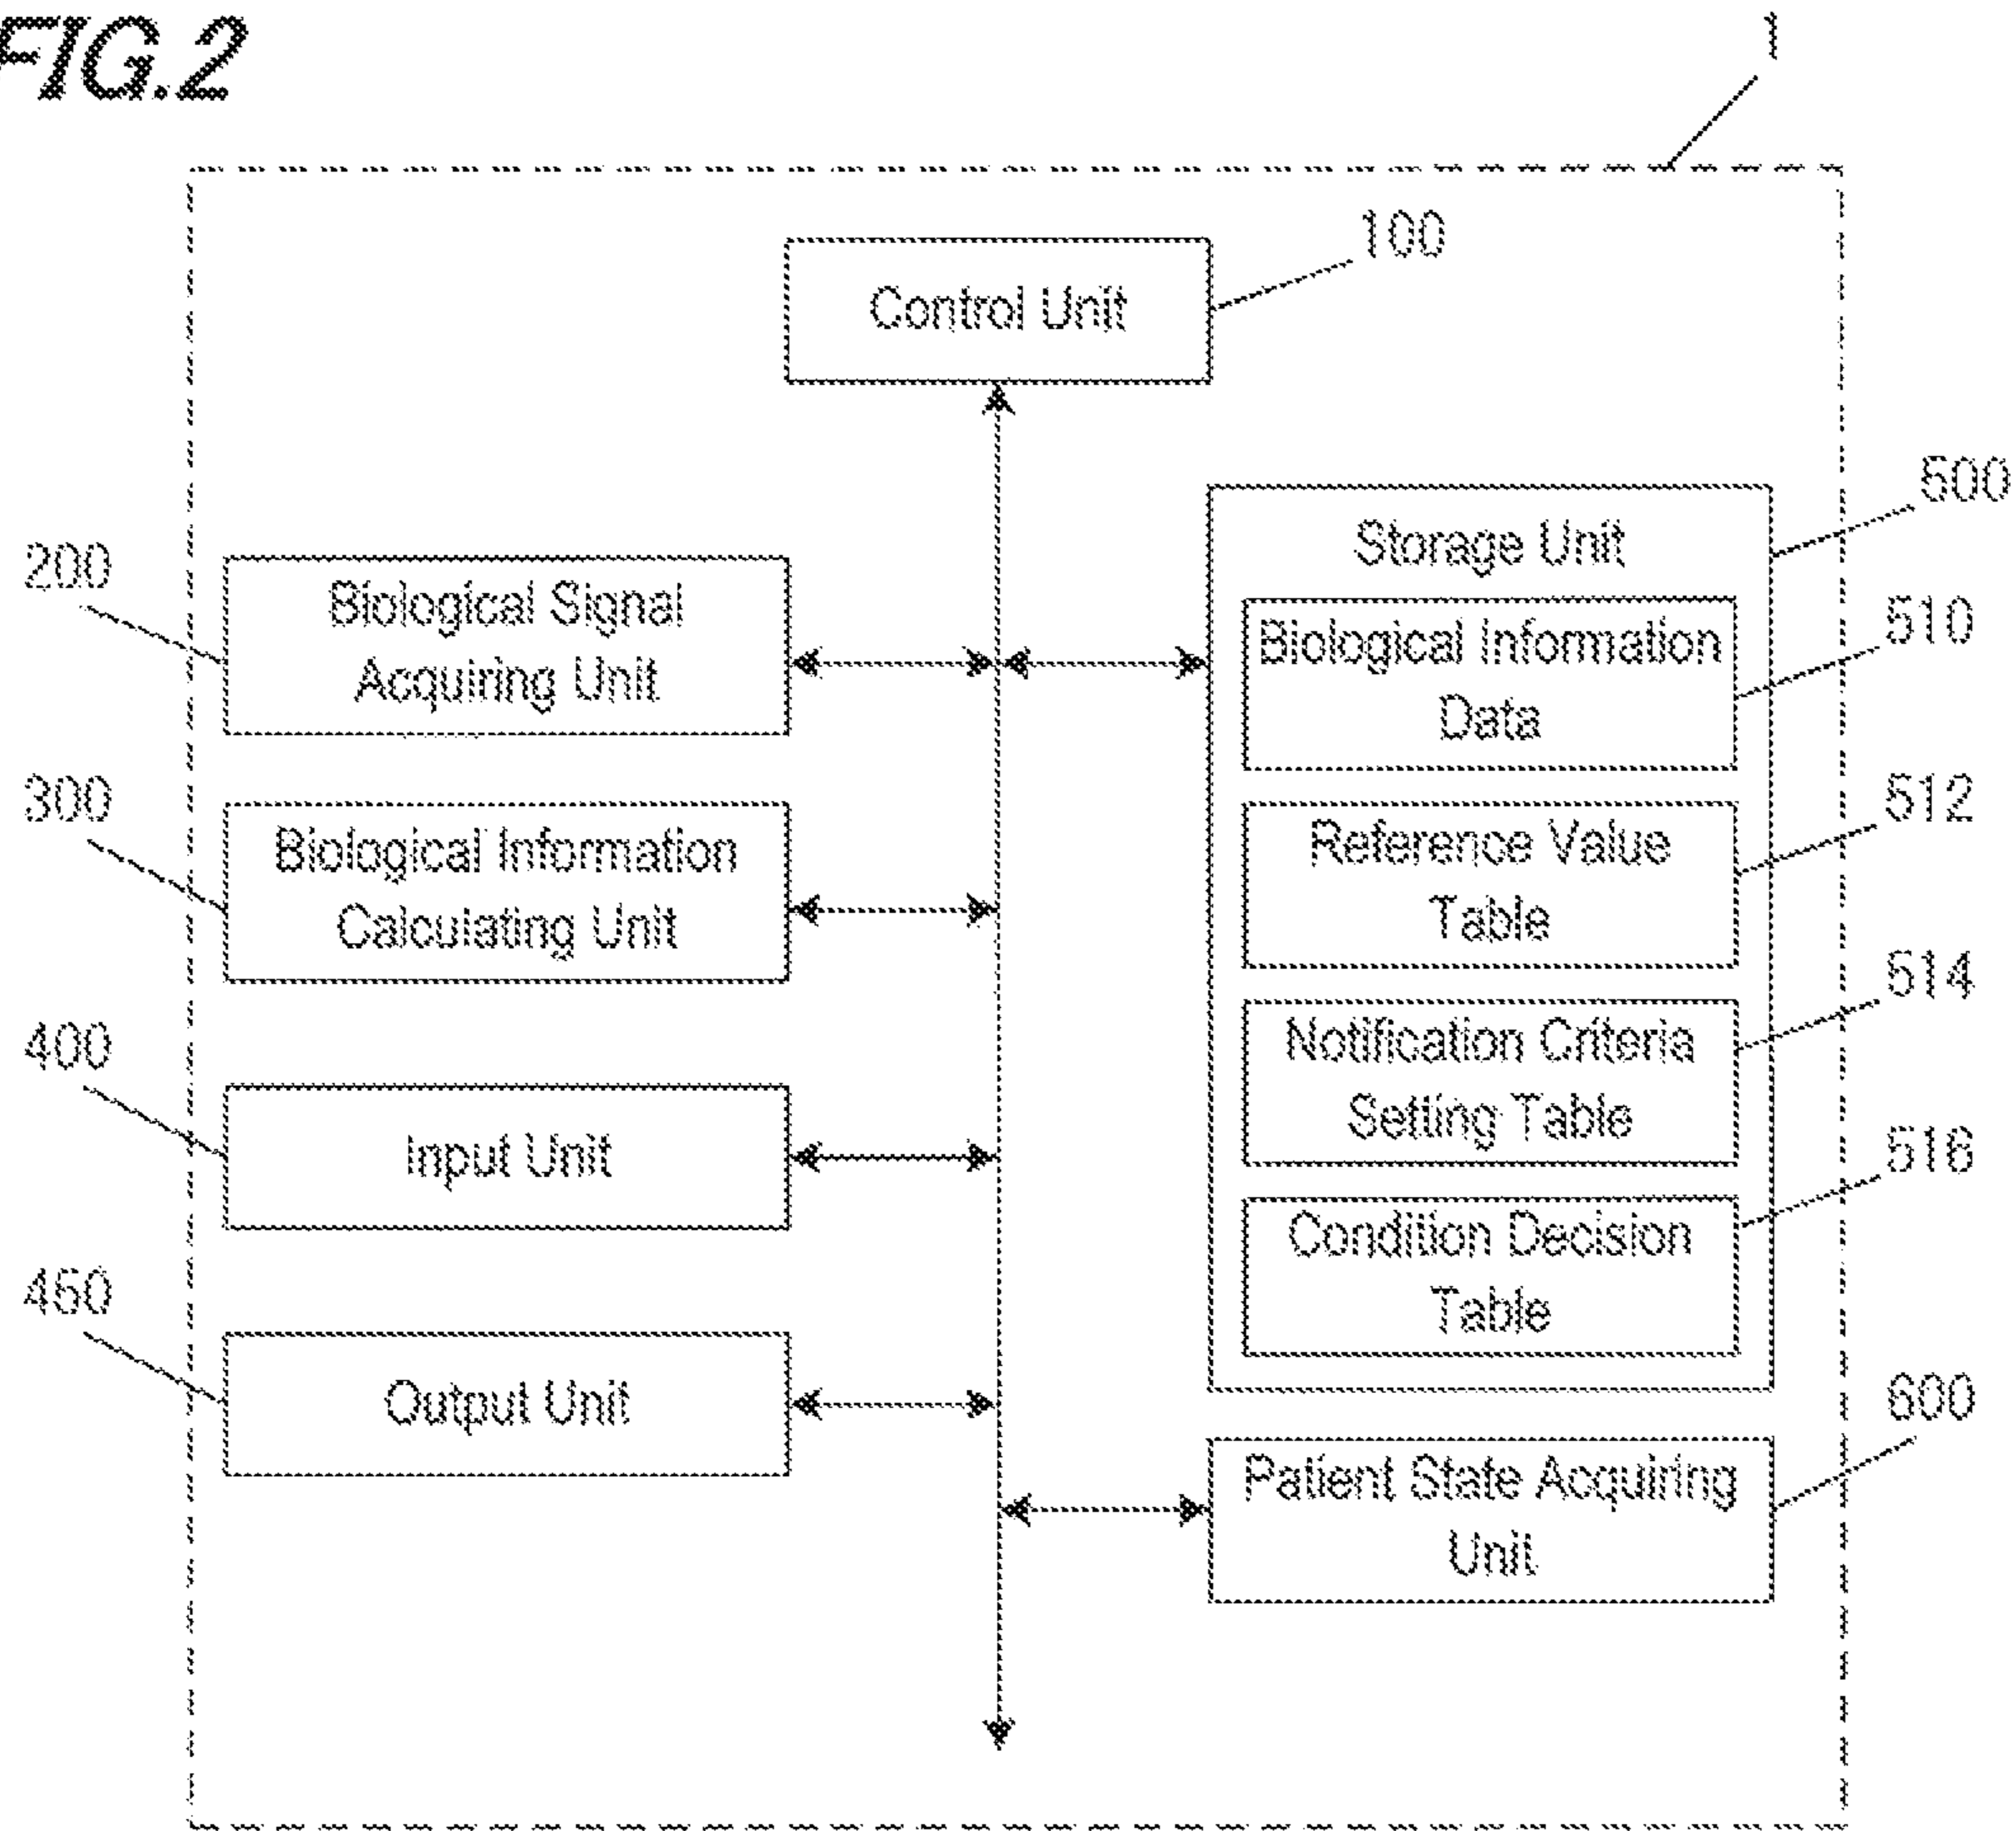 FIG.2
1
Control Unit
100
200
Biological Signal
Acquiring Unit
300
Biological Information
Calculating Unit
400
Input Unit
450
Output Unit
500
Storage Unit
510
Biological Information
Data
512
Reference Value
Table
514
Notification Criteria
Setting Table
516
Condition Decision
Table
600
Patient State Acquiring
Unit